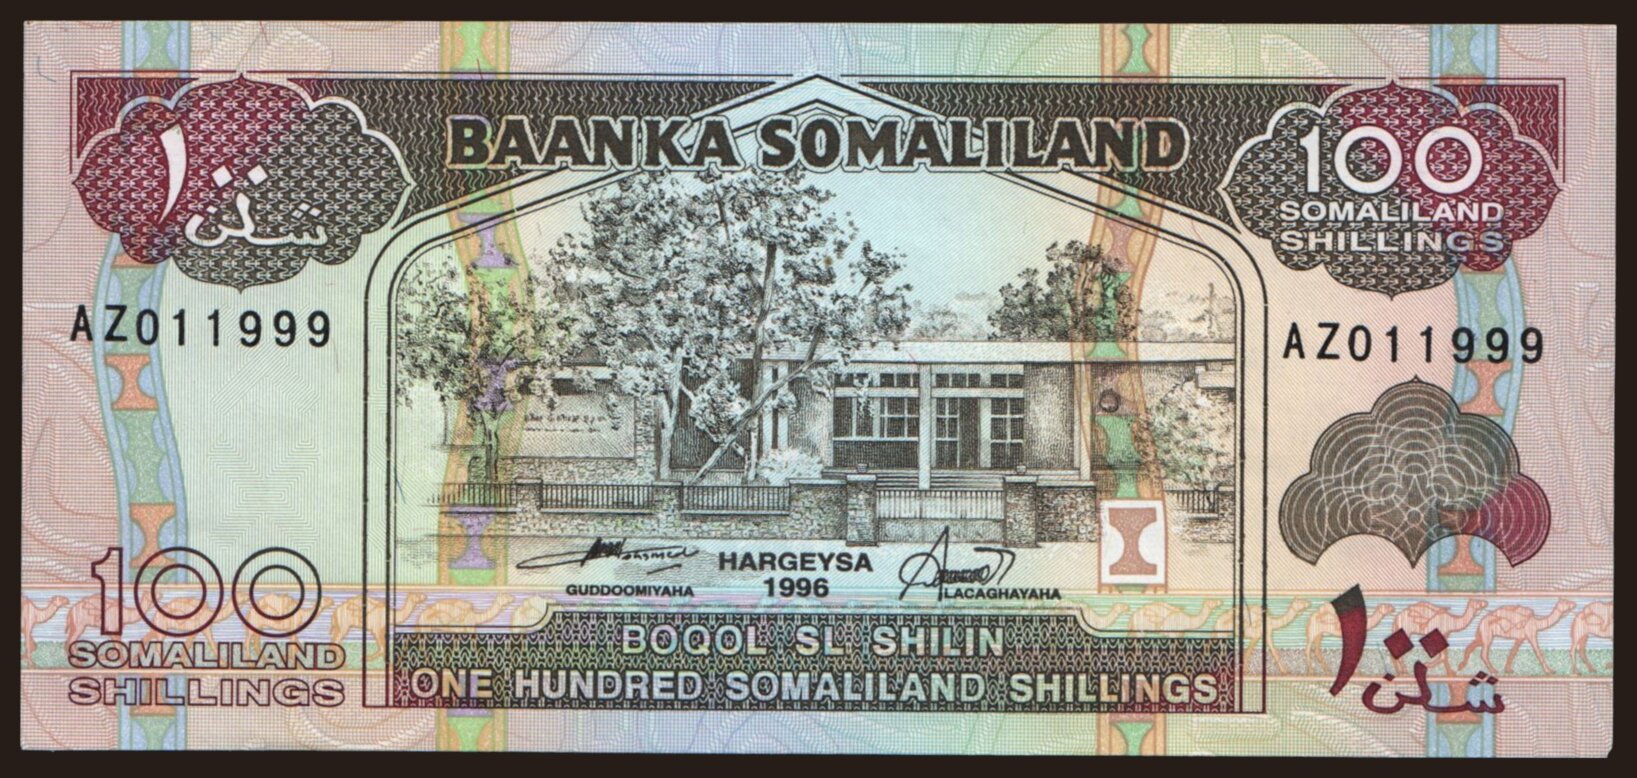 BAANKA SOMALILAND
١٠٠
شلن
100
SOMALILAND
SHILLINGS
AZ011999
AZ011999
HARGEYSA
1996
GUDDOOMIYAHA
LACAGHAYAHA
100
SOMALILAND
SHILLINGS
BOQOL SL SHILIN
ONE HUNDRED SOMALILAND SHILLINGS
١٠٠
شلن